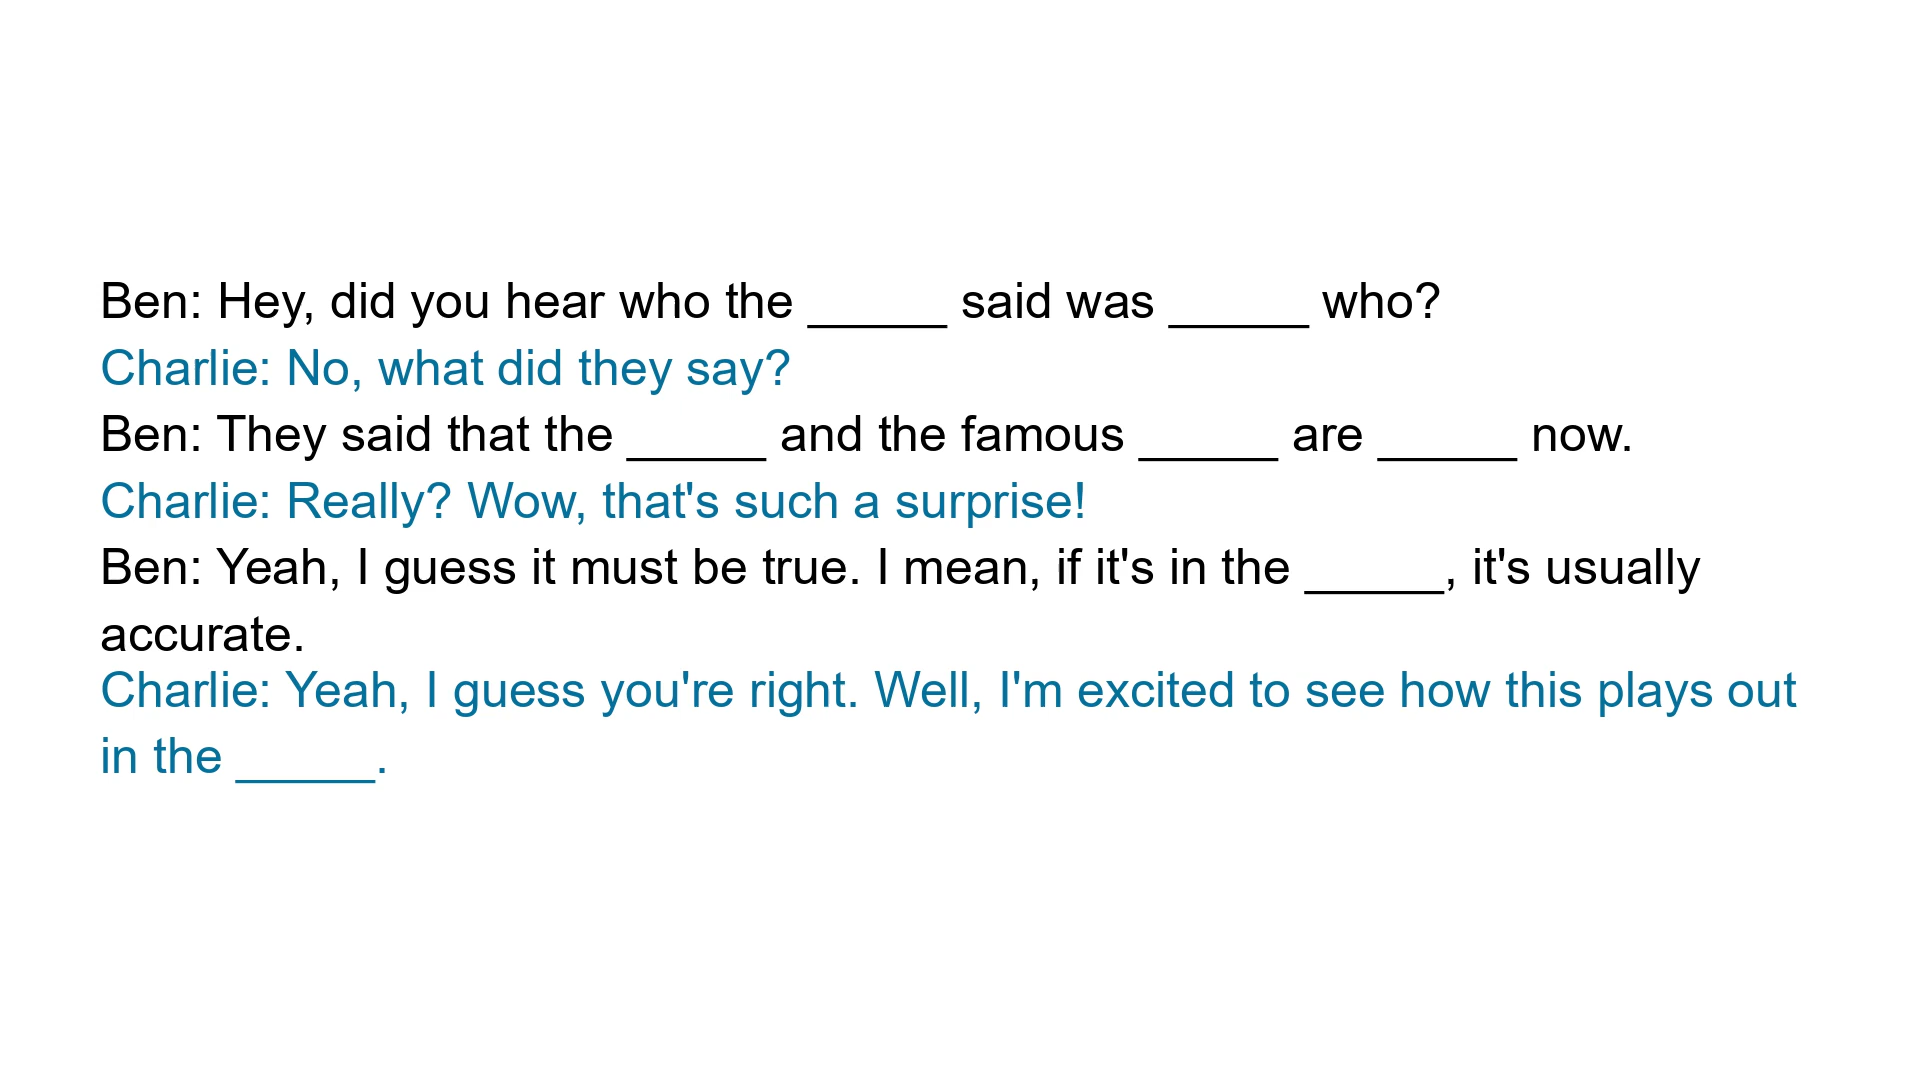 Ben: Hey, did you hear who the _____ said was _____ who?
Charlie: No, what did they say?
Ben: They said that the _____ and the famous _____ are _____ now.
Charlie: Really? Wow, that's such a surprise!
Ben: Yeah, I guess it must be true. I mean, if it's in the _____, it's usually
accurate.
Charlie: Yeah, I guess you're right. Well, I'm excited to see how this plays out
in the _____.